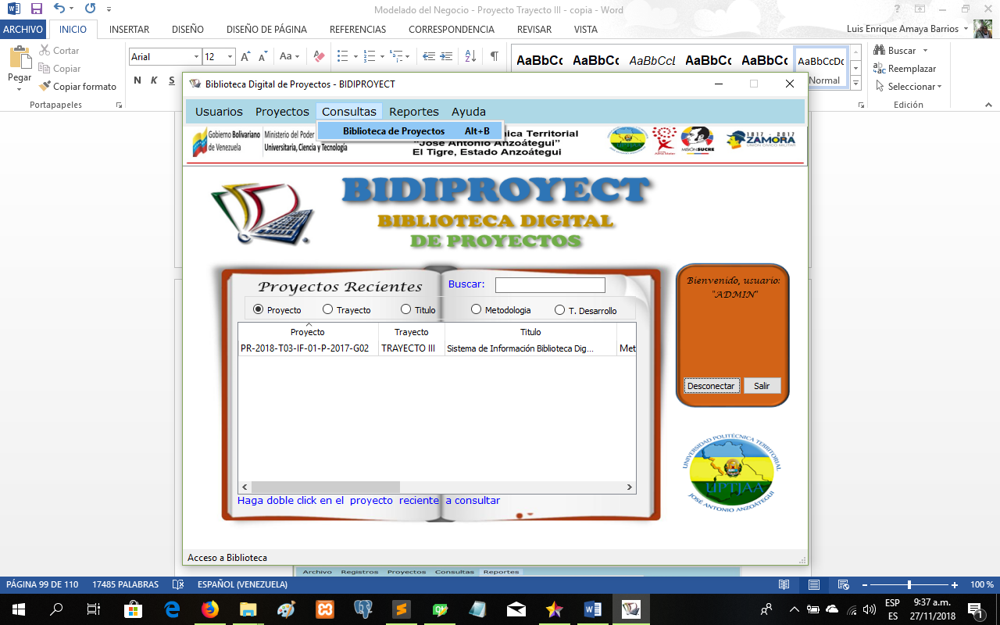 Modelado del Negocio - Proyecto Trayecto III - copia - Word
ARCHIVO INICIO INSERTAR DISEÑO DISEÑO DE PÁGINA REFERENCIAS CORRESPONDENCIA REVISAR VISTA Luis Enrique Amaya Barrios
Pegar
Cortar
Copiar
Copiar formato
Portapapeles
Arial 12
N K S
AaBbCc AaBbCc AaBbCcL AaBbCc AaBbCc AaBbCcDc
Normal
Buscar
Reemplazar
Seleccionar
Edición
Biblioteca Digital de Proyectos - BIDIPROYECT
Usuarios Proyectos Consultas Reportes Ayuda
Biblioteca de Proyectos Alt+B
Gobierno Bolivariano de Venezuela
Ministerio del Poder
Universitaria, Ciencia y Tecnología
Territorial
"José Antonio Anzoátegui"
El Tigre, Estado Anzoátegui
MISIÓN SUCRE
1817 - 2017
ZAMORA
UNIÓN CÍVICO MILITAR
BIDIPROYECT
BIBLIOTECA DIGITAL
DE PROYECTOS
Proyectos Recientes
Buscar:
Proyecto Trayecto Titulo Metodologia T. Desarrollo
Proyecto Trayecto Titulo
PR-2018-T03-IF-01-P-2017-G02 TRAYECTO III Sistema de Información Biblioteca Dig... Met
Haga doble click en el proyecto reciente a consultar
Bienvenido, usuario:
"ADMIN"
Desconectar Salir
UNIVERSIDAD POLITÉCNICA TERRITORIAL
UPTJAA
JOSÉ ANTONIO ANZOÁTEGUI
Acceso a Biblioteca
Archivo Registros Proyectos Consultas Reportes
PÁGINA 99 DE 110 17485 PALABRAS ESPAÑOL (VENEZUELA) 100 %
ESP
ES
9:37 a.m.
27/11/2018
1